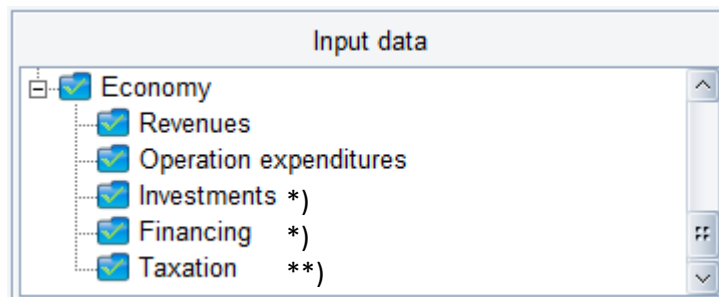 Input data
Economy
Revenues
Operation expenditures
Investments *)
Financing *)
Taxation **)